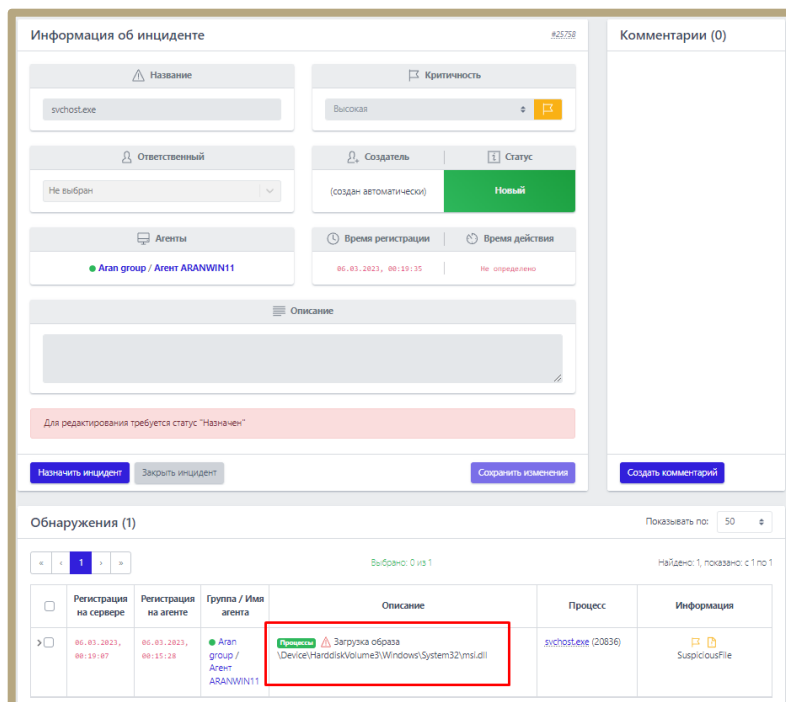 Информация об инциденте
#25758
Название
Критичность
svchost.exe
Высокая
Ответственный
Создатель
Статус
Не выбран
(создан автоматически)
Новый
Агенты
Время регистрации
Время действия
Aran group / Агент ARANWIN11
06.03.2023, 00:19:35
Не определено
Описание
Для редактирования требуется статус "Назначен"
Назначить инцидент
Закрыть инцидент
Сохранить изменения
Комментарии (0)
Создать комментарий
Обнаружения (1)
Показывать по:
50
« ‹ 1 › »
Выбрано: 0 из 1
Найдено: 1, показано: с 1 по 1
Регистрация
на сервере
Регистрация
на агенте
Группа / Имя
агента
Описание
Процесс
Информация
06.03.2023,
00:19:07
06.03.2023,
00:15:28
Aran
group /
Агент
ARANWIN11
Процессы Загрузка образа
\Device\HarddiskVolume3\Windows\System32\msi.dll
svchost.exe (20836)
SuspiciousFile